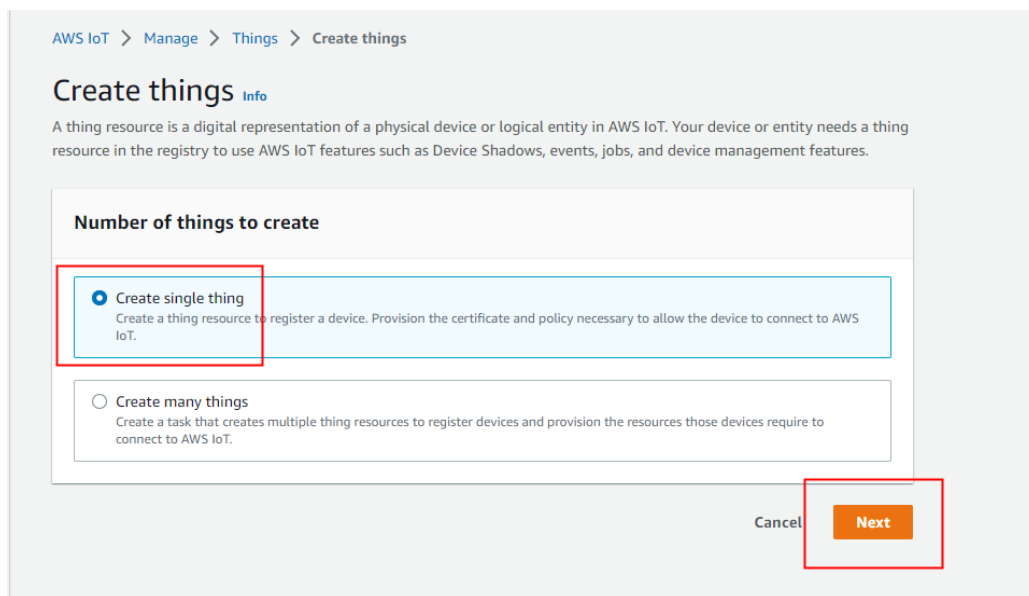 AWS IoT > Manage > Things > Create things
Create things Info
A thing resource is a digital representation of a physical device or logical entity in AWS IoT. Your device or entity needs a thing
resource in the registry to use AWS IoT features such as Device Shadows, events, jobs, and device management features.
Number of things to create
Create single thing
Create a thing resource to register a device. Provision the certificate and policy necessary to allow the device to connect to AWS
IoT.
Create many things
Create a task that creates multiple thing resources to register devices and provision the resources those devices require to
connect to AWS IoT.
Cancel Next